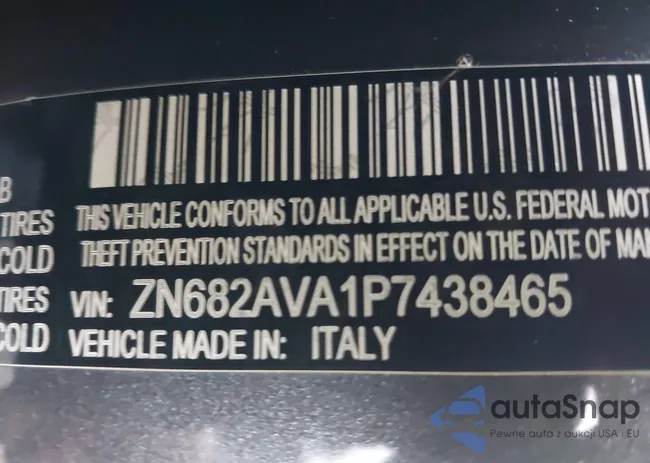 B
TIRES
COLD
TIRES
COLD
THIS VEHICLE CONFORMS TO ALL APPLICABLE U.S. FEDERAL MOT
THEFT PREVENTION STANDARDS IN EFFECT ON THE DATE OF MAN
VIN: ZN682AVA1P7438465
VEHICLE MADE IN: ITALY
autaSnap
Pewne auta z aukcji USA i EU